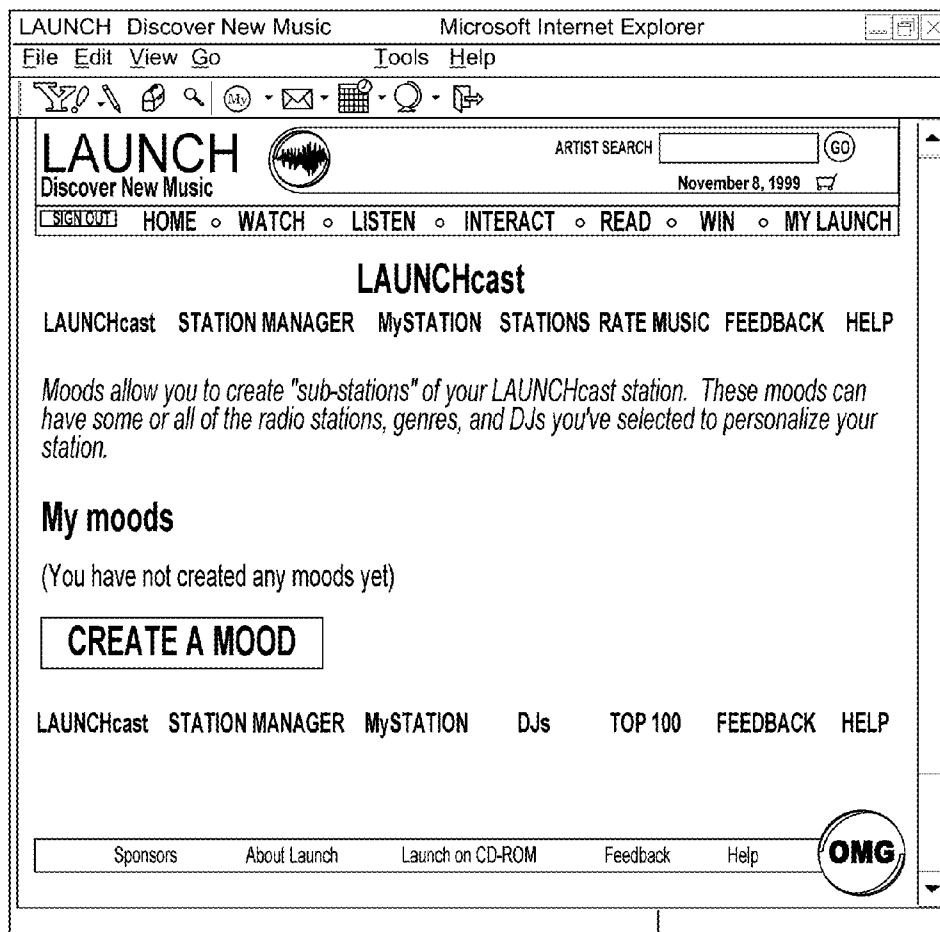 LAUNCH Discover New Music Microsoft Internet Explorer
File Edit View Go Tools Help
Y! My
LAUNCH
Discover New Music
ARTIST SEARCH GO
November 8, 1999
SIGN OUT HOME WATCH LISTEN INTERACT READ WIN MY LAUNCH
LAUNCHcast
LAUNCHcast STATION MANAGER MySTATION STATIONS RATE MUSIC FEEDBACK HELP
Moods allow you to create "sub-stations" of your LAUNCHcast station. These moods can
have some or all of the radio stations, genres, and DJs you've selected to personalize your
station.
My moods
(You have not created any moods yet)
CREATE A MOOD
LAUNCHcast STATION MANAGER MySTATION DJs TOP 100 FEEDBACK HELP
Sponsors About Launch Launch on CD-ROM Feedback Help OMG